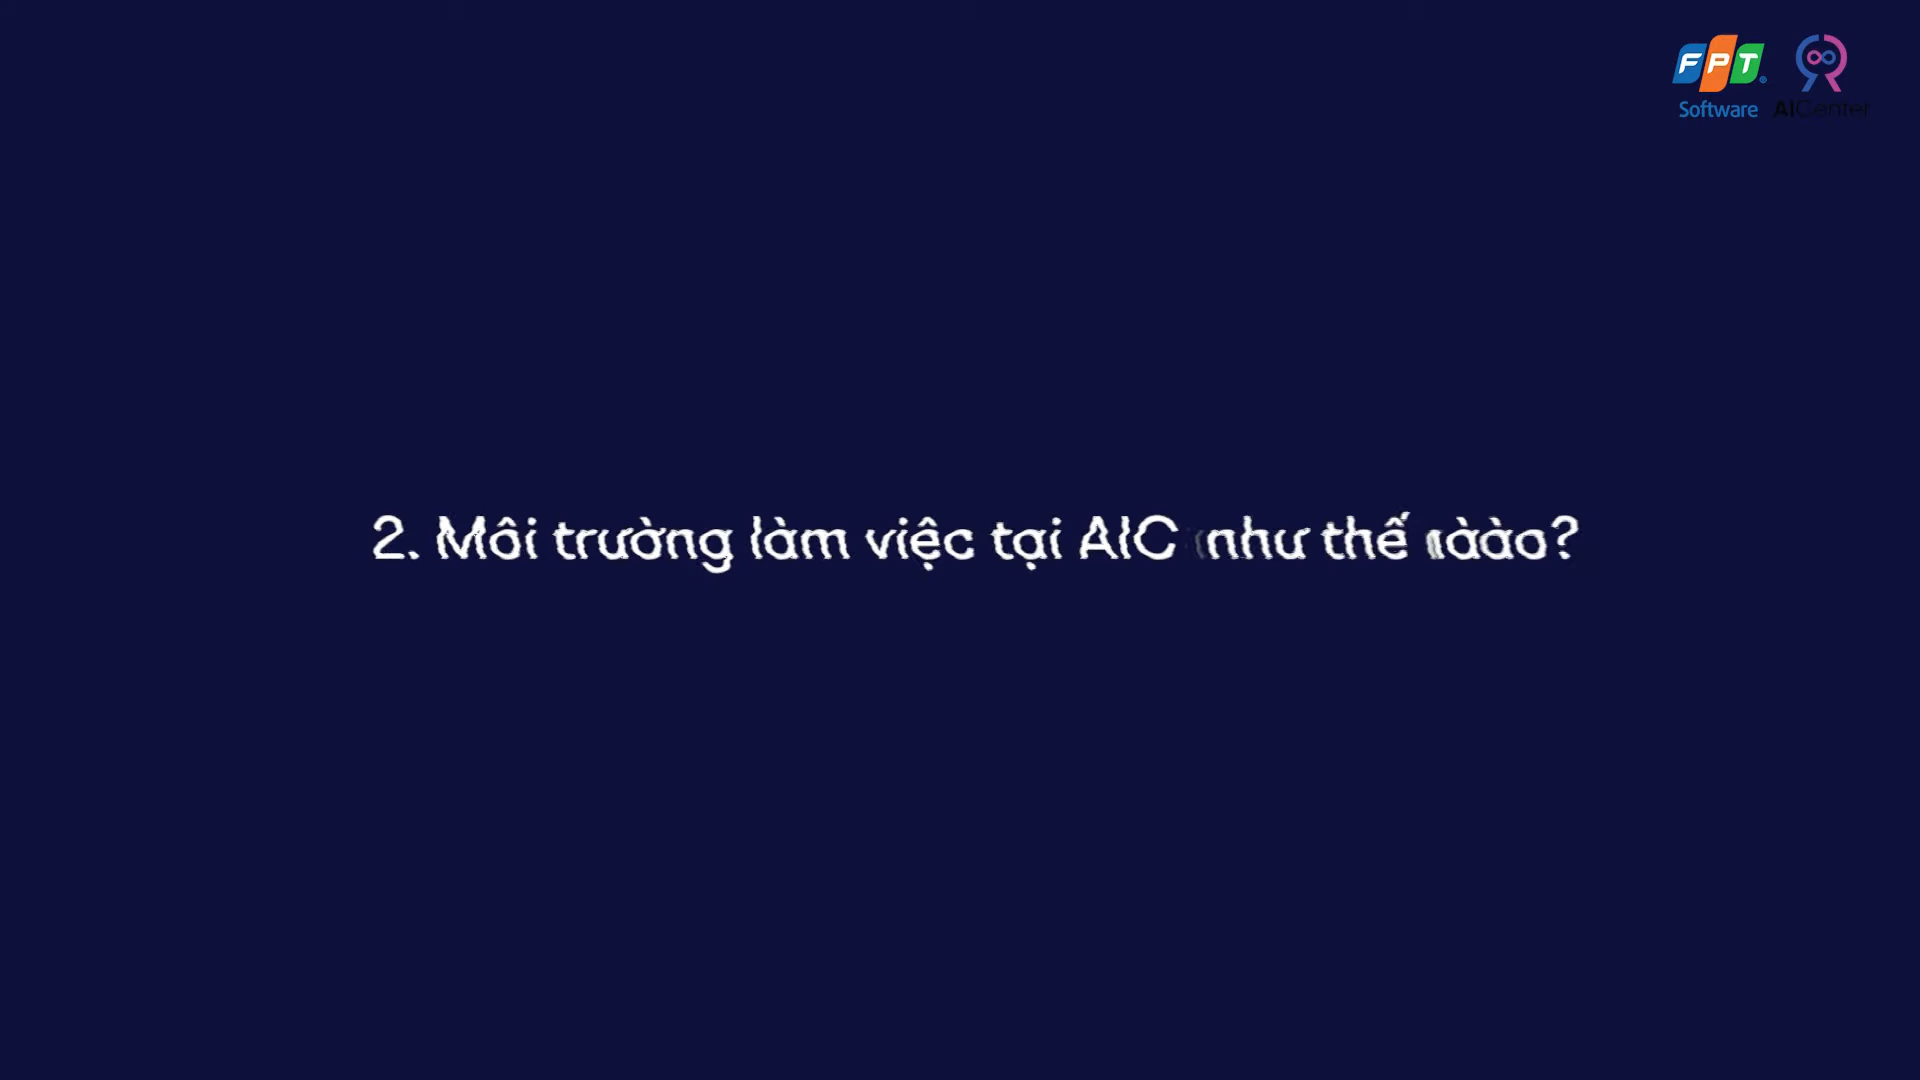 FPT
Software AICenter
2. Môi trường làm việc tại AIC như thế nào?